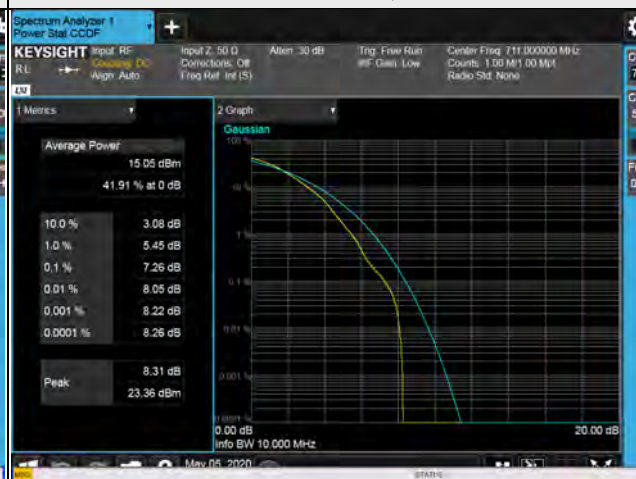 Spectrum Analyzer 1
Power Stat CCDF
KEYSIGHT
RL
Input: RF
Coupling: DC
Align: Auto
Input Z: 50 Ω
Corrections: Off
Freq Ref: Int (S)
Atten: 30 dB
Trig: Free Run
#IF Gain: Low
Center Freq: 711.000000 MHz
Counts: 1.00 M/1.00 Mpt
Radio Std: None
1 Metrics
2 Graph
Gaussian
Average Power
15.05 dBm
41.91 % at 0 dB
10.0 % 3.08 dB
1.0 % 5.45 dB
0.1 % 7.26 dB
0.01 % 8.05 dB
0.001 % 8.22 dB
0.0001 % 8.26 dB
Peak
8.31 dB
23.36 dBm
100 %
10 %
1 %
0.1 %
0.01 %
0.001 %
0.0001 %
0.00 dB
20.00 dB
Info BW 10.000 MHz
May 05, 2020
MSG
STATUS